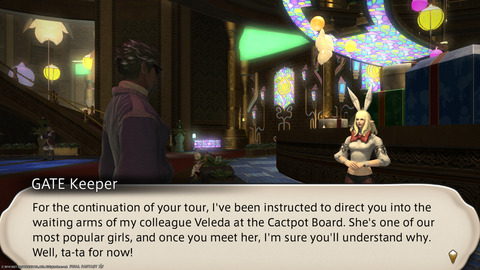 GATE Keeper
For the continuation of your tour, I've been instructed to direct you into the
waiting arms of my colleague Veleda at the Cactpot Board. She's one of our
most popular girls, and once you meet her, I'm sure you'll understand why.
Well, ta-ta for now!